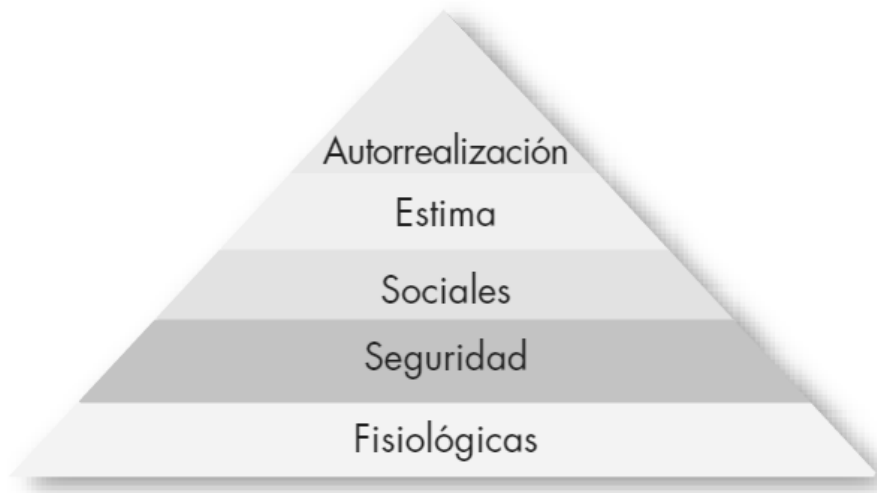 Autorrealización
Estima
Sociales
Seguridad
Fisiológicas